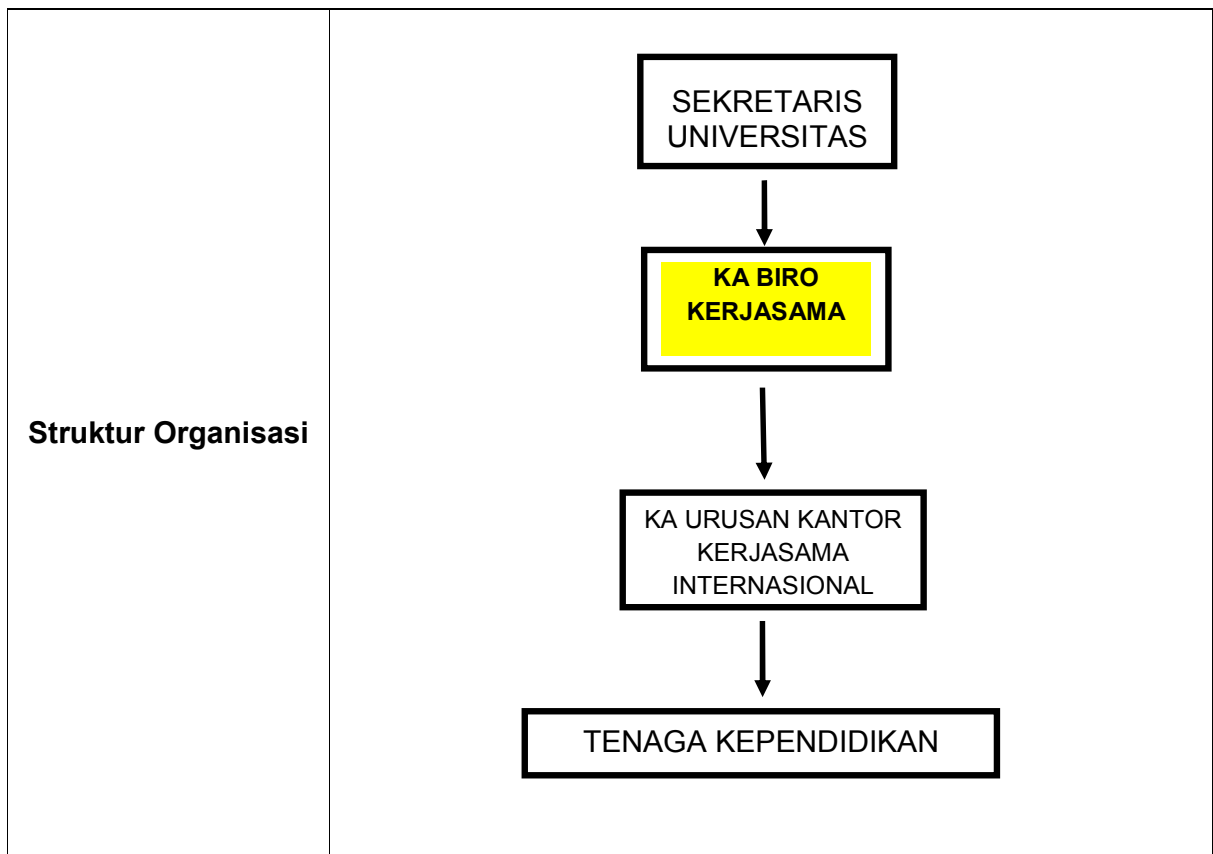 SEKRETARIS
UNIVERSITAS
KA BIRO
KERJASAMA
Struktur Organisasi
KA URUSAN KANTOR
KERJASAMA
INTERNASIONAL
TENAGA KEPENDIDIKAN